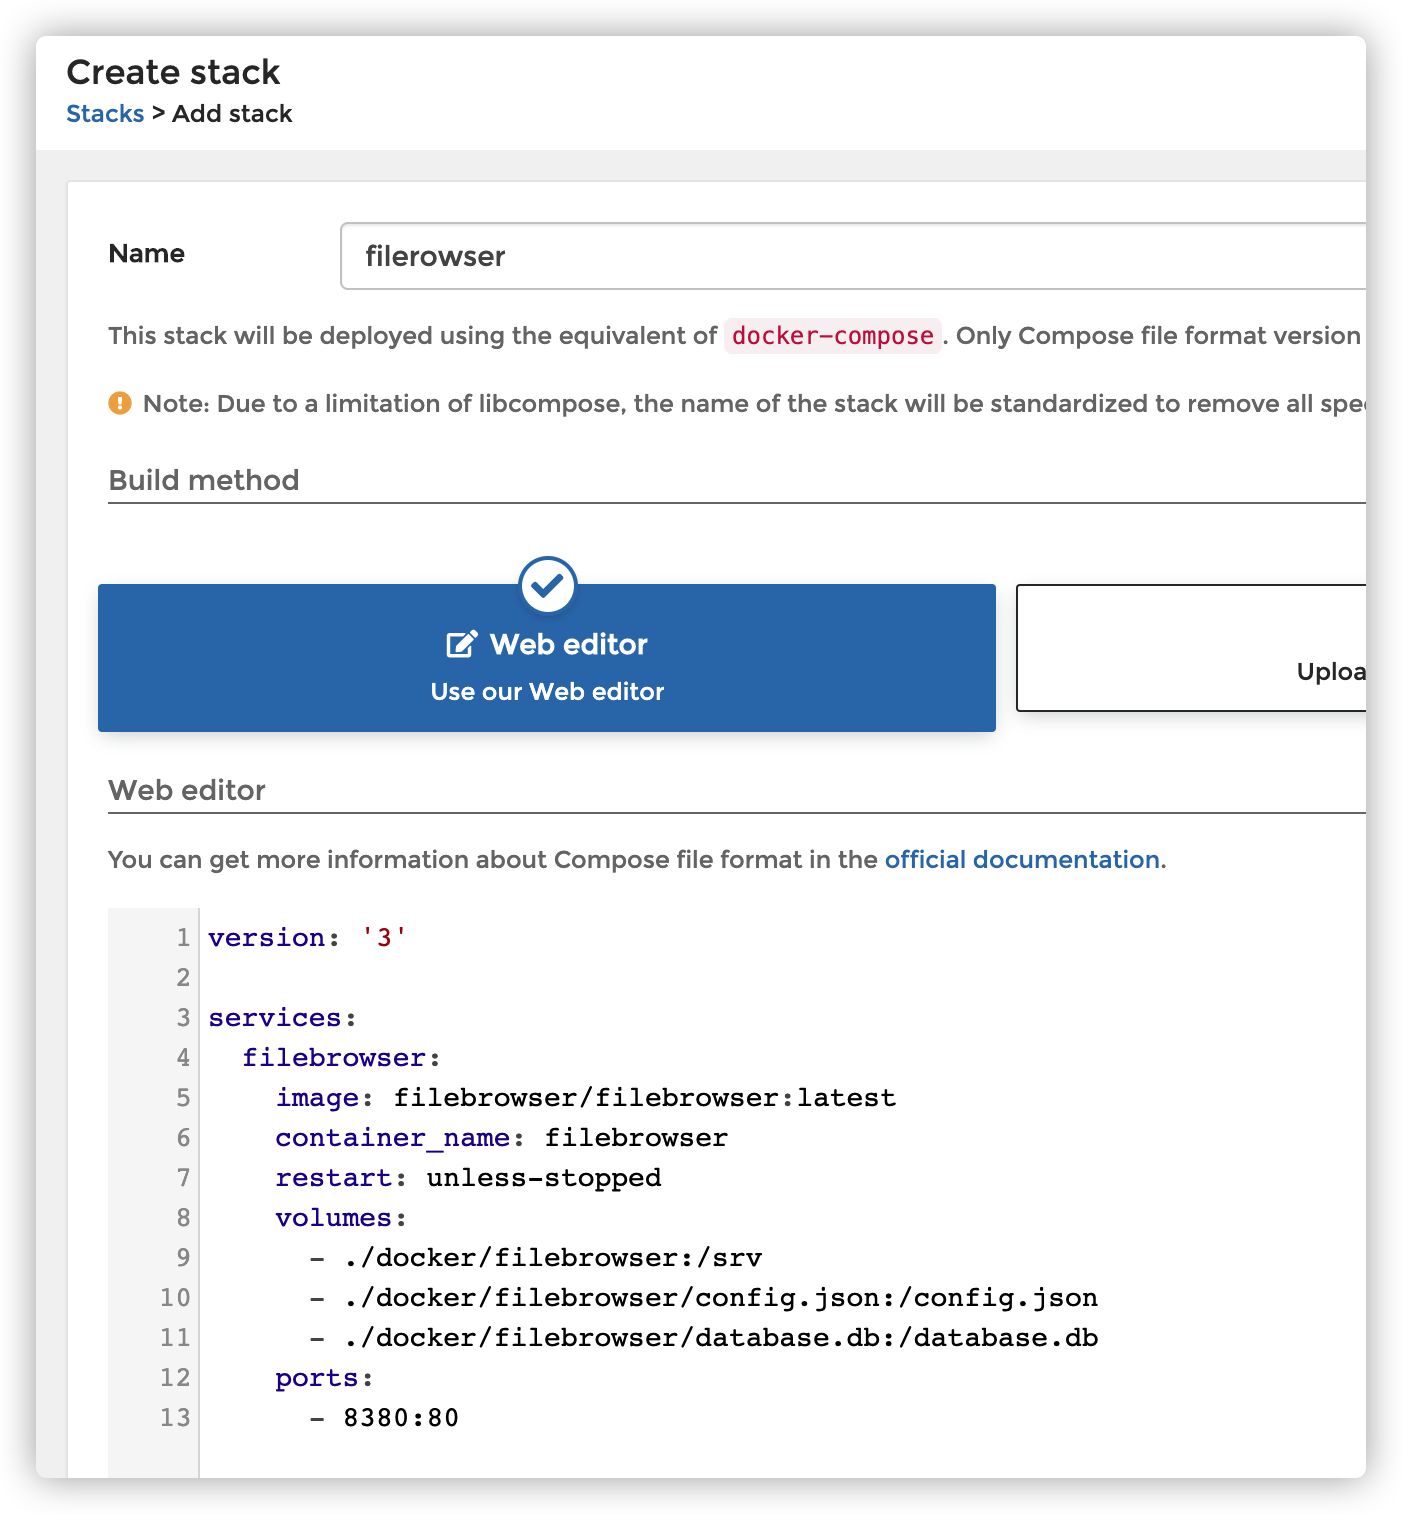 Create stack
Stacks > Add stack
Name
filerowser
This stack will be deployed using the equivalent of docker-compose. Only Compose file format version
Note: Due to a limitation of libcompose, the name of the stack will be standardized to remove all
Build method
Web editor
Use our Web editor
Web editor
You can get more information about Compose file format in the official documentation.
1 version: '3'
2
3 services:
4 filebrowser:
5 image: filebrowser/filebrowser:latest
6 container_name: filebrowser
7 restart: unless-stopped
8 volumes:
9 - ./docker/filebrowser:/srv
10 - ./docker/filebrowser/config.json:/config.json
11 - ./docker/filebrowser/database.db:/database.db
12 ports:
13 - 8380:80